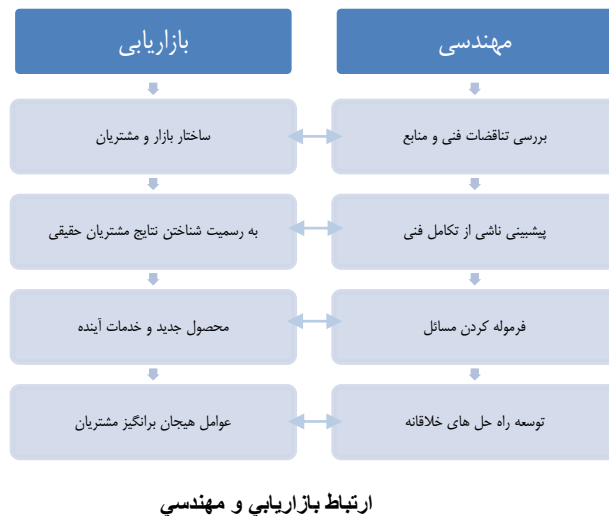 مهندسی
بازاریابی
بررسی تناقضات فنی و منابع
ساختار بازار و مشتریان
پیشبینی ناشی از تکامل فنی
به رسمیت شناختن نتایج مشتریان حقیقی
فرموله کردن مسائل
محصول جدید و خدمات آینده
توسعه راه حل های خلاقانه
عوامل هیجان برانگیز مشتریان
ارتباط بازاريابي و مهندسي